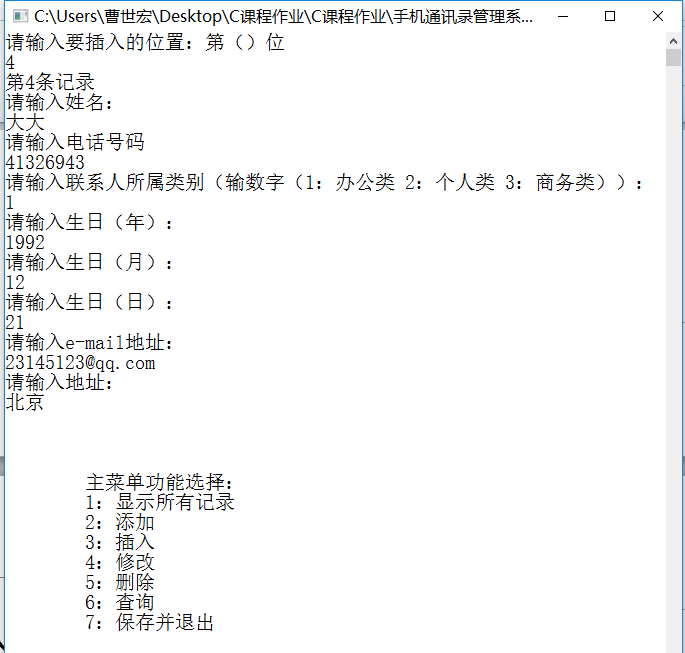 C:\Users\曹世宏\Desktop\C课程作业\C课程作业\手机通讯录管理系...
请输入要插入的位置：第（）位
4
第4条记录
请输入姓名：
大大
请输入电话号码
41326943
请输入联系人所属类别（输数字（1：办公类 2：个人类 3：商务类））：
1
请输入生日（年）：
1992
请输入生日（月）：
12
请输入生日（日）：
21
请输入e-mail地址：
23145123@qq.com
请输入地址：
北京
主菜单功能选择：
1：显示所有记录
2：添加
3：插入
4：修改
5：删除
6：查询
7：保存并退出